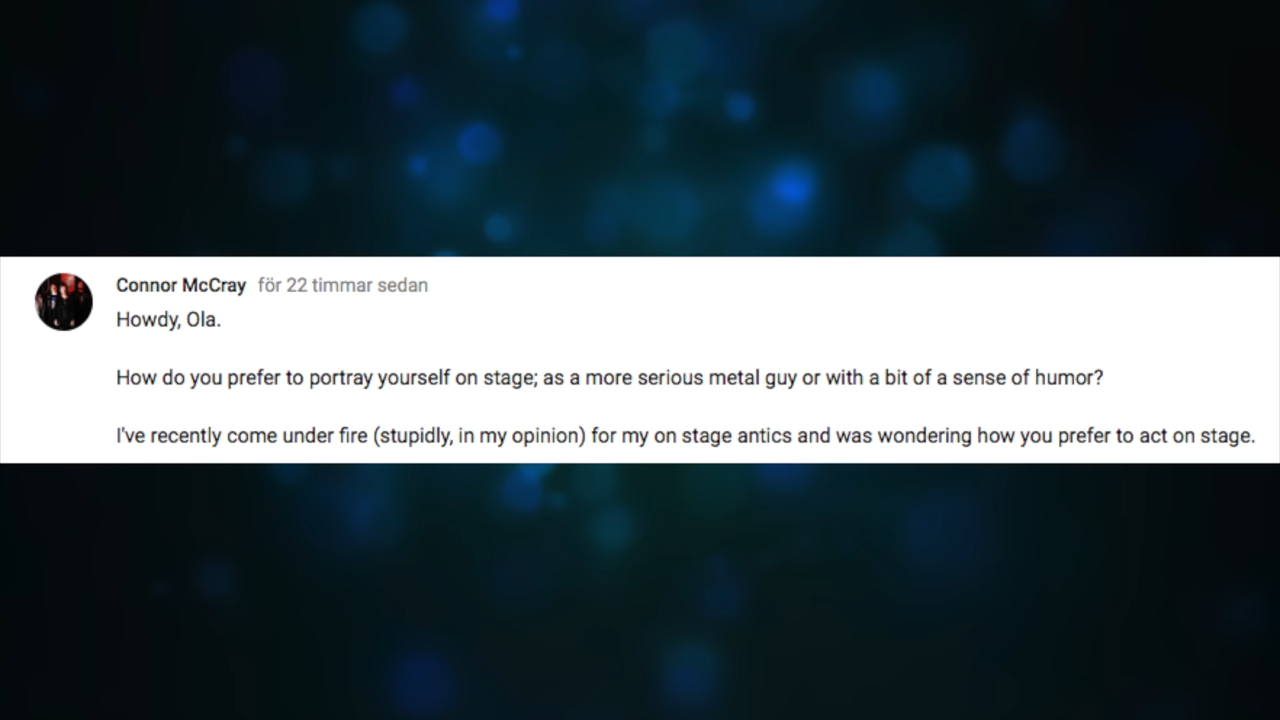 Connor McCray för 22 timmar sedan
Howdy, Ola.
How do you prefer to portray yourself on stage; as a more serious metal guy or with a bit of a sense of humor?
I've recently come under fire (stupidly, in my opinion) for my on stage antics and was wondering how you prefer to act on stage.